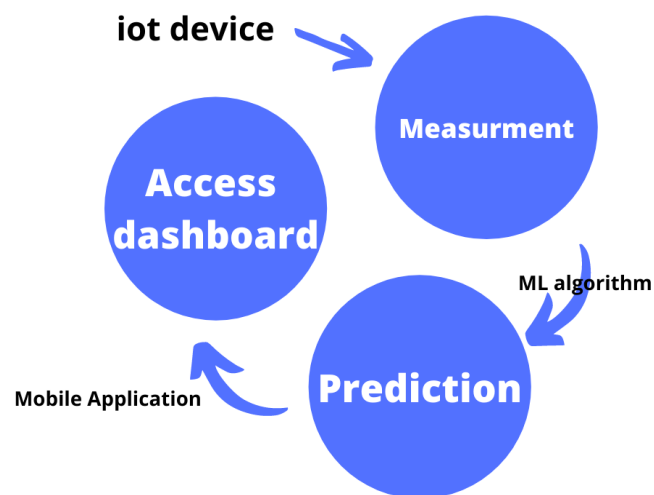 iot device
Measurment
ML algorithm
Prediction
Mobile Application
Access
dashboard